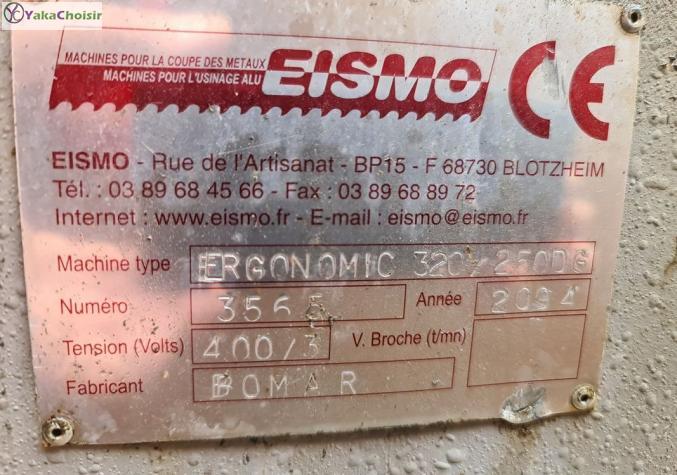 YakaChoisir
MACHINES POUR LA COUPE DES METAUX
MACHINES POUR L'USINAGE ALU
EISMO
CE
EISMO - Rue de l'Artisanat - BP15 - F 68730 BLOTZHEIM
Tél. : 03 89 68 45 66 - Fax : 03 89 68 89 72
Internet : www.eismo.fr - E-mail : eismo@eismo.fr
Machine type ERGONOMIC
Numéro 3565 Année
Tension (Volts) 400/3 V. Broche (t/mn)
Fabricant BOMAR